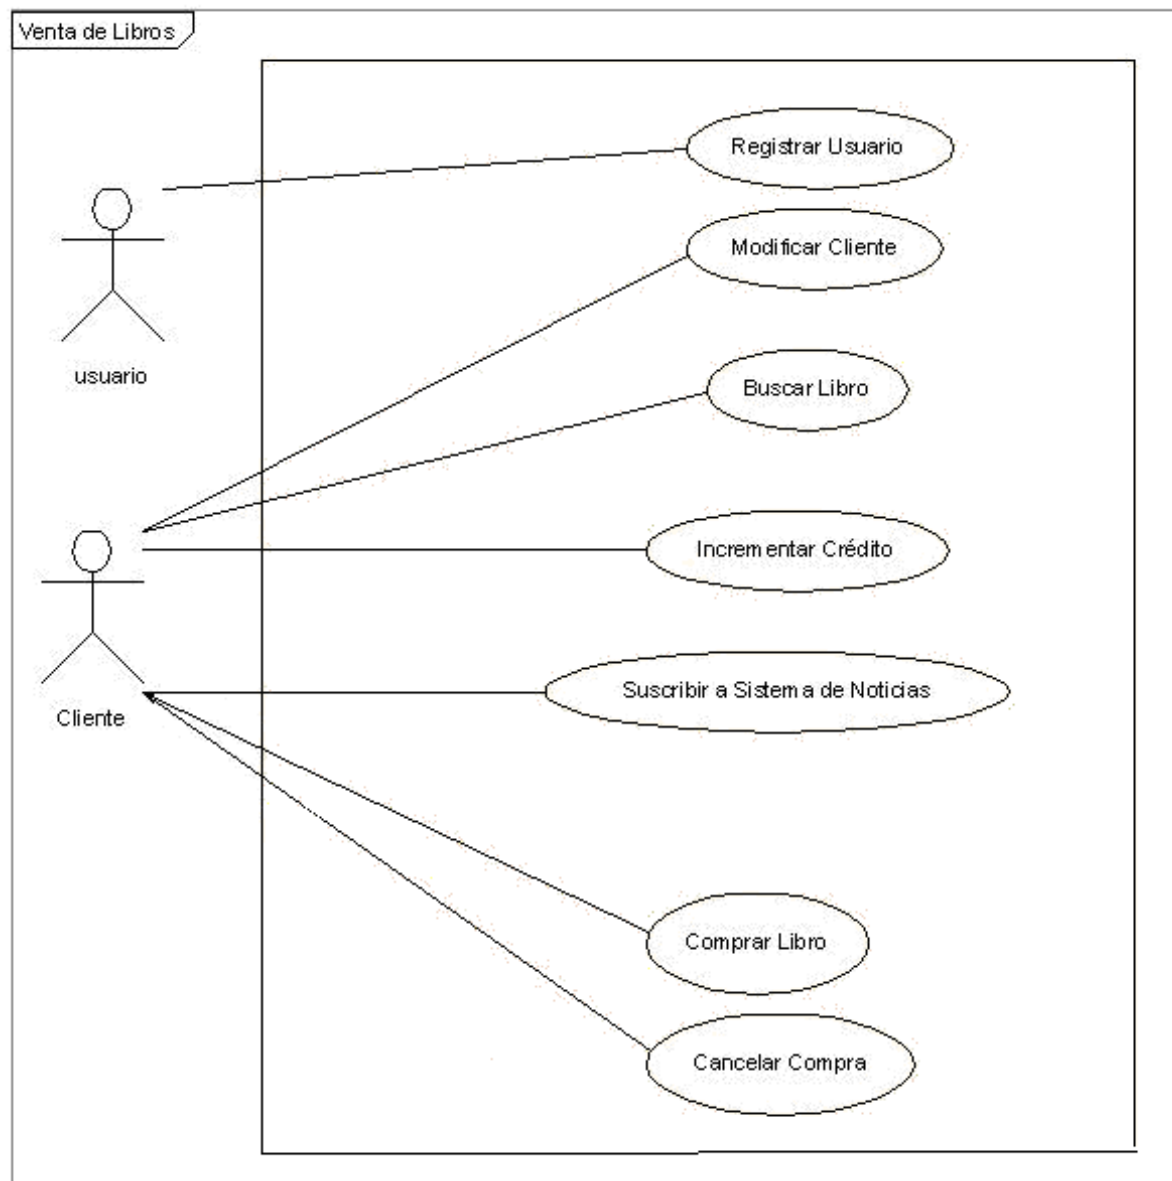 Venta de Libros
Registrar Usuario
Modificar Cliente
usuario
Buscar Libro
Incrementar Crédito
Suscribir a Sistema de Noticias
Cliente
Comprar Libro
Cancelar Compra